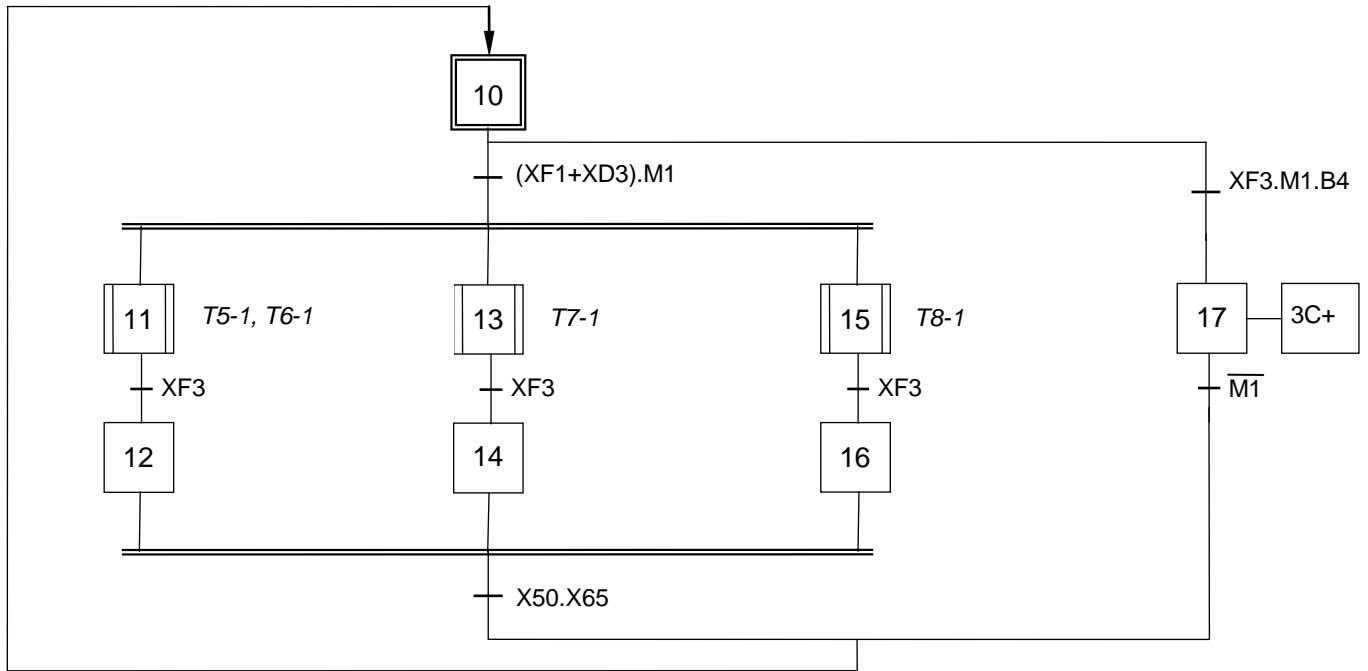 10
(XF1+XD3).M1
XF3.M1.B4
11
T5-1, T6-1
13
T7-1
15
T8-1
17
3C+
XF3
XF3
XF3
M̅1̅
12
14
16
X50.X65